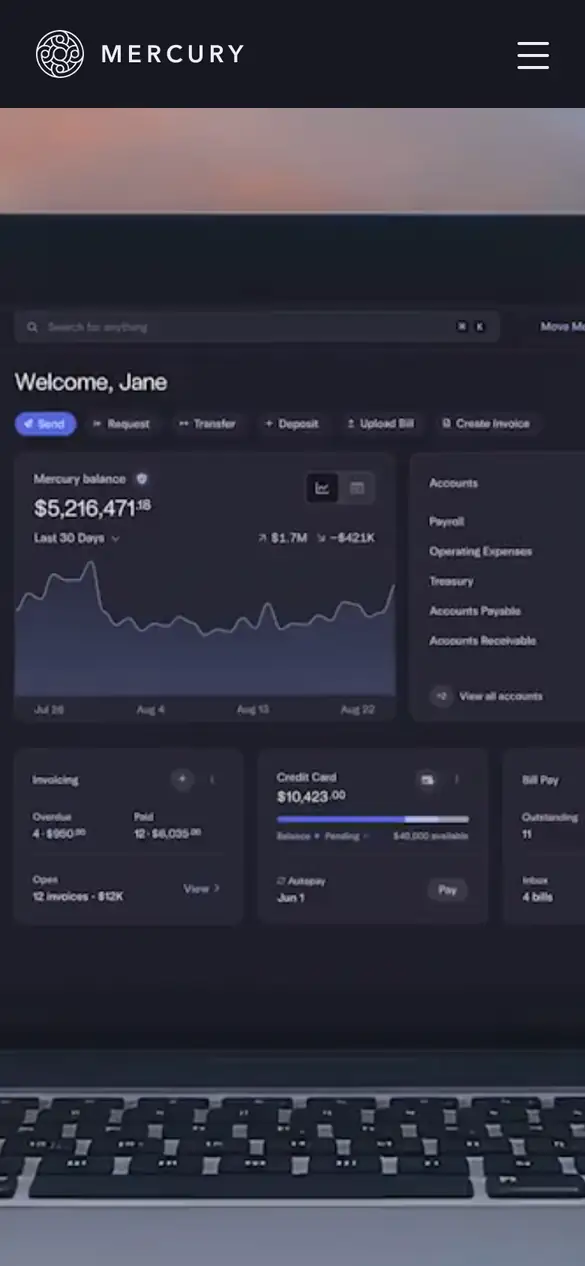 MERCURY
Search for anything
⌘ K
Move Mo
Welcome, Jane
Send
Request
Transfer
+ Deposit
Upload Bill
Create Invoice
Mercury balance
$5,216,471.18
Last 30 Days
↗ $1.7M ↘ −$421K
Jul 26 Aug 4 Aug 13 Aug 22
Accounts
Payroll
Operating Expenses
Treasury
Accounts Payable
Accounts Receivable
+2 View all accounts
Invoicing
Overdue Paid
4 · $950.00 12 · $6,035.00
Open
12 invoices · $12K
View >
Credit Card
$10,423.00
Balance • Pending •
$40,000 available
Autopay
Jun 1
Pay
Bill Pay
Outstanding
11
Inbox
4 bills